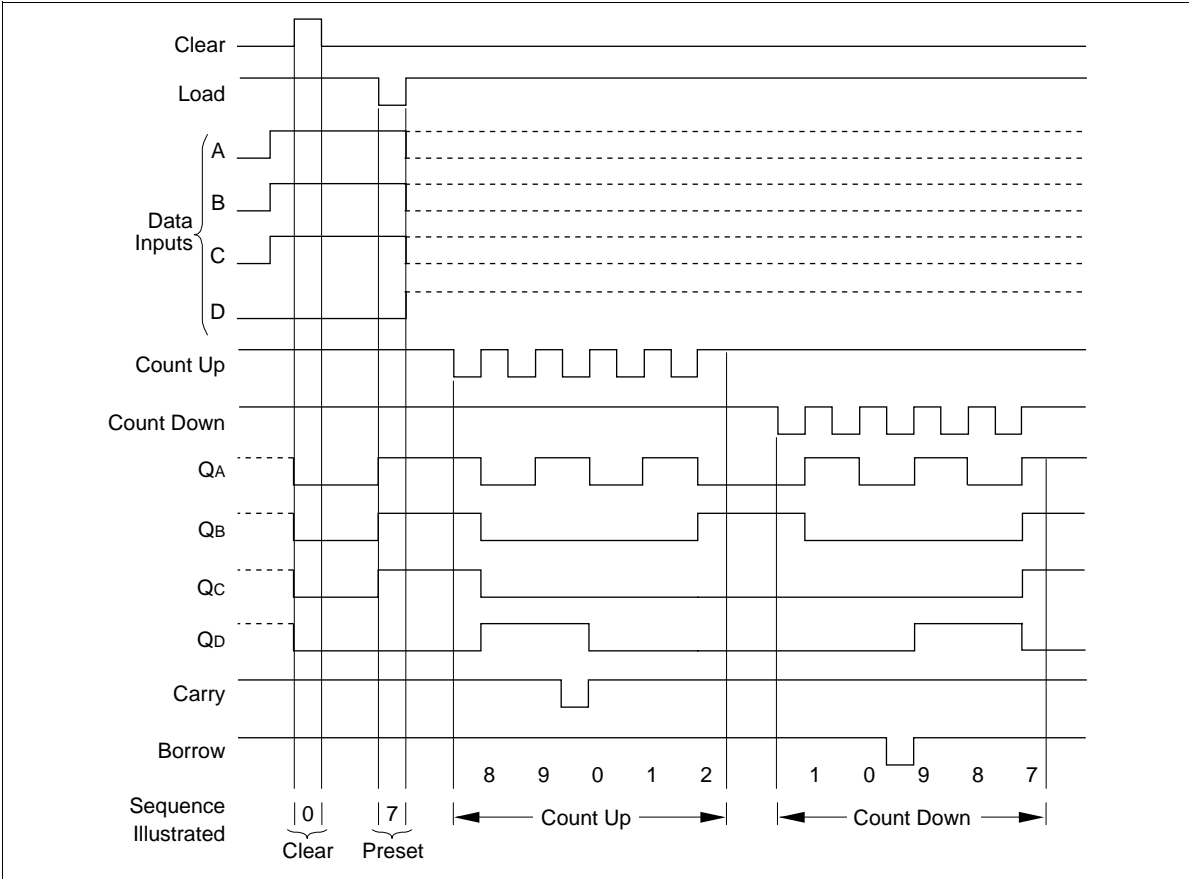 Clear
Load
A
B
Data
Inputs
C
D
Count Up
Count Down
QA
QB
QC
QD
Carry
Borrow
8 9 0 1 2 1 0 9 8 7
Sequence
Illustrated
0 7 Count Up Count Down
Clear Preset